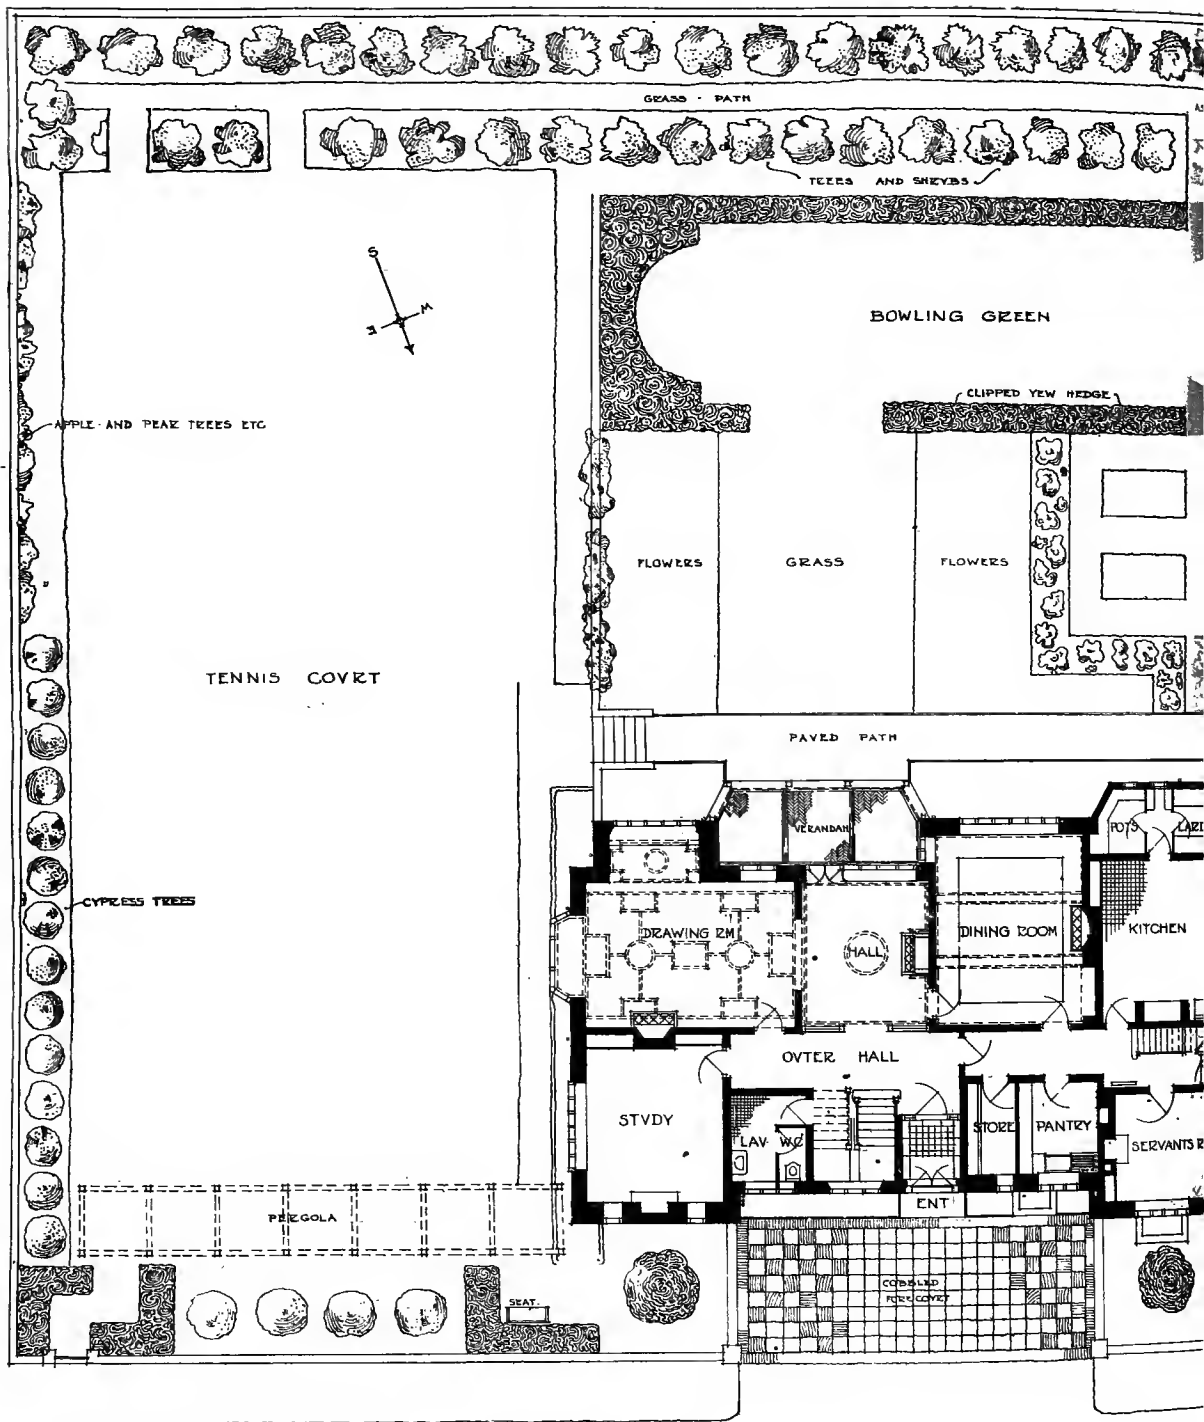 GRASS - PATH
TREES AND SHRVBS
S
W
E
BOWLING GREEN
CLIPPED YEW HEDGE
APPLE AND PEAR TREES ETC
FLOWERS
GRASS
FLOWERS
TENNIS COVRT
PAVED PATH
VERANDAH
POTS
LARD
CYPRESS TREES
DRAWING RM
HALL
DINING ROOM
KITCHEN
OVTER HALL
STVDY
LAV W.C
STORE
PANTRY
SERVANTS R
ENT
PERGOLA
COBBLED
FORECOVRT
SEAT.